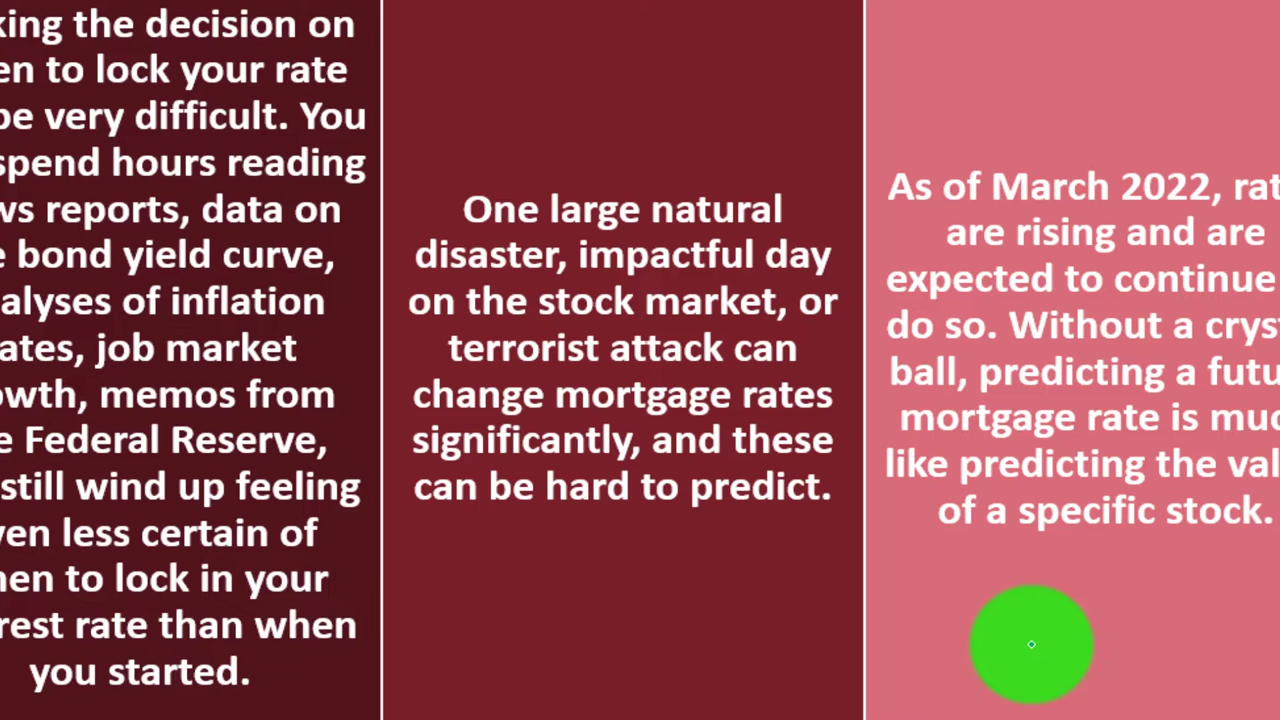 king the decision on
en to lock your rate
be very difficult. You
spend hours reading
ws reports, data on
e bond yield curve,
alyses of inflation
ates, job market
owth, memos from
e Federal Reserve,
still wind up feeling
ven less certain of
hen to lock in your
rest rate than when
you started.
One large natural
disaster, impactful day
on the stock market, or
terrorist attack can
change mortgage rates
significantly, and these
can be hard to predict.
As of March 2022, rat
are rising and are
expected to continue
do so. Without a crys
ball, predicting a futu
mortgage rate is muc
like predicting the val
of a specific stock.